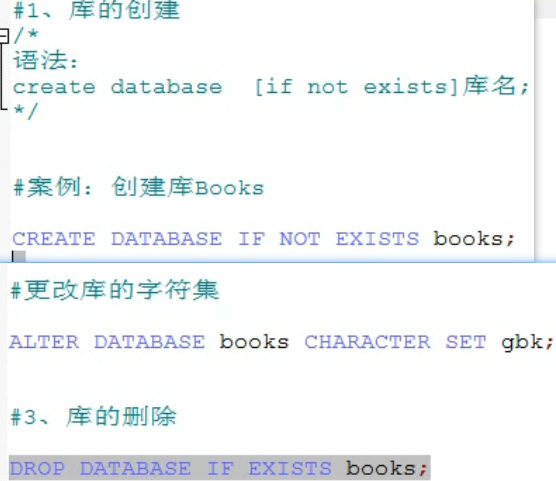 #1、库的创建
/*
语法：
create database  [if not exists]库名;
*/
#案例：创建库Books
CREATE DATABASE IF NOT EXISTS books;
#更改库的字符集
ALTER DATABASE books CHARACTER SET gbk;
#3、库的删除
DROP DATABASE IF EXISTS books;